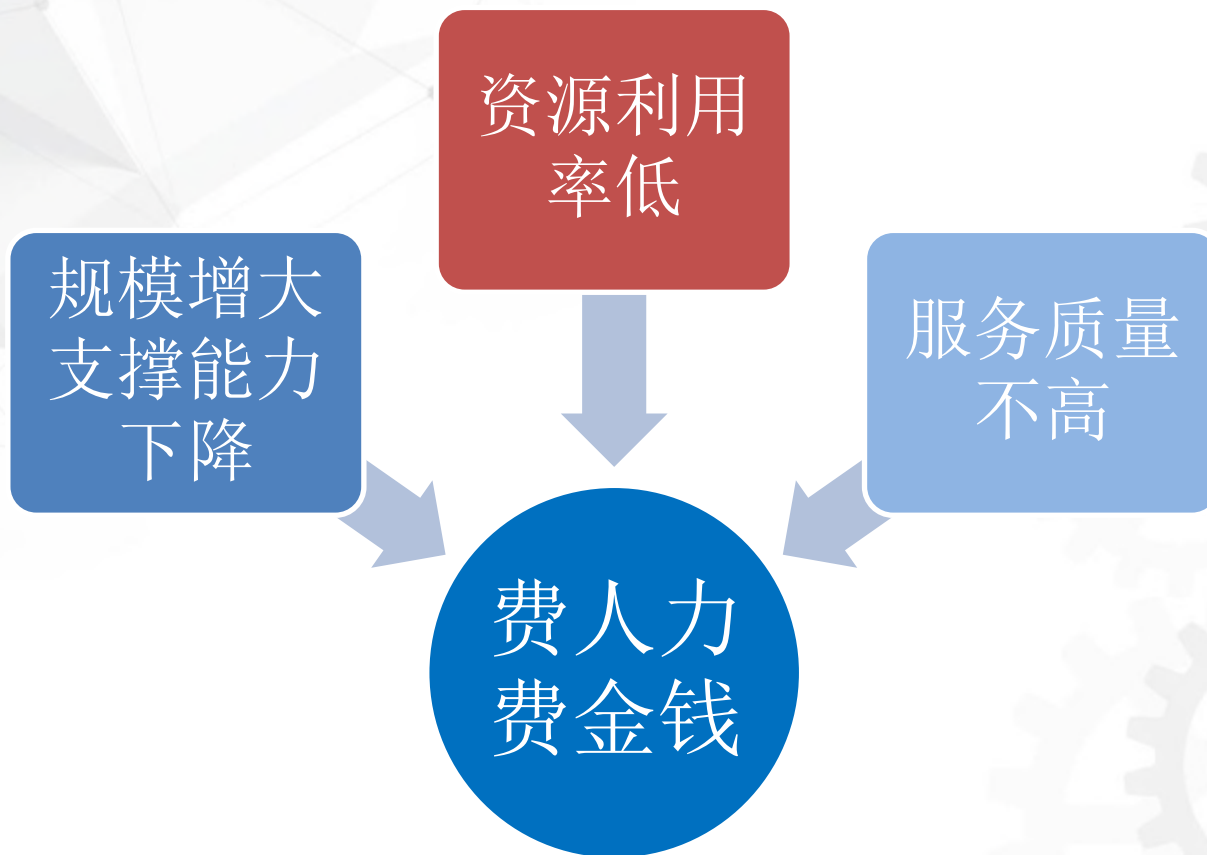 资源利用
率低
规模增大
支撑能力
下降
服务质量
不高
费人力
费金钱